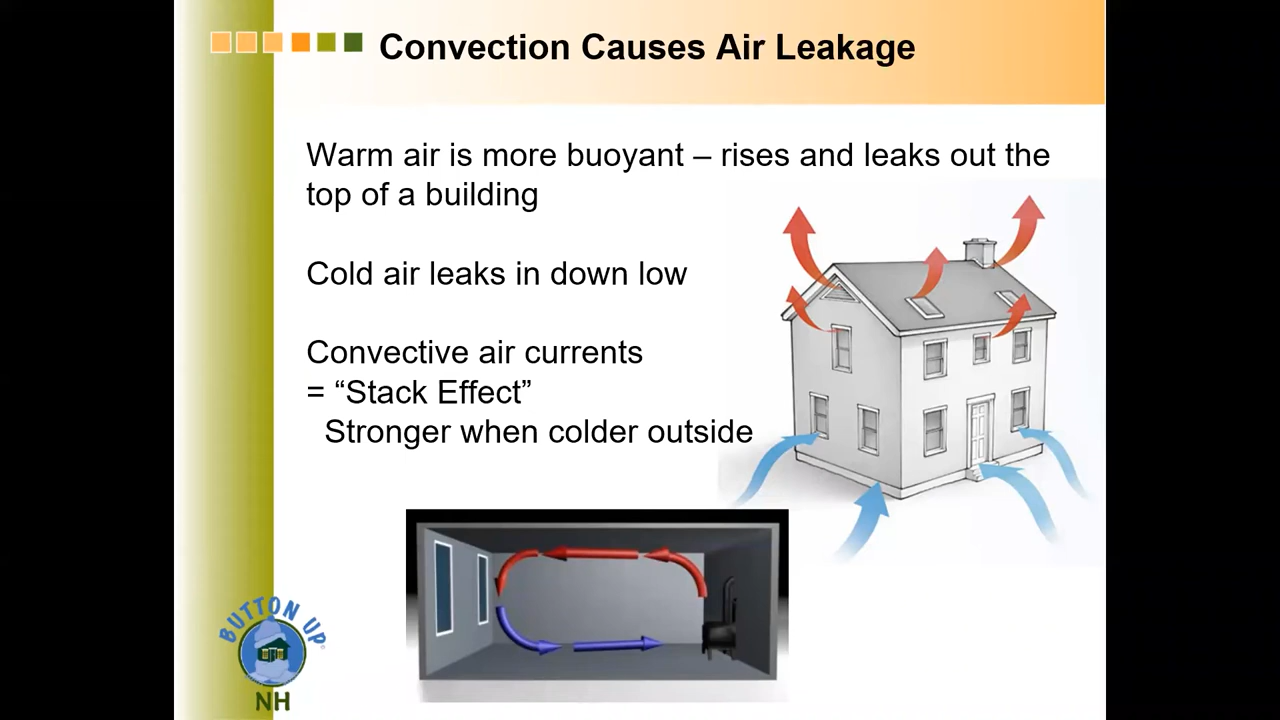 Convection Causes Air Leakage
Warm air is more buoyant – rises and leaks out the
top of a building
Cold air leaks in down low
Convective air currents
= “Stack Effect”
Stronger when colder outside
BUTTON UP
NH